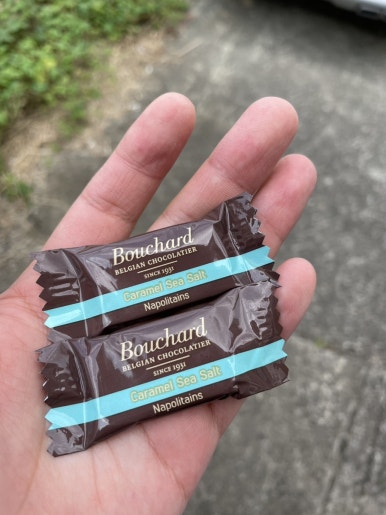 Bouchard
BELGIAN CHOCOLATIER
SINCE 1931
Caramel Sea Salt
Napolitains
Bouchard
BELGIAN CHOCOLATIER
SINCE 1931
Caramel Sea Salt
Napolitains